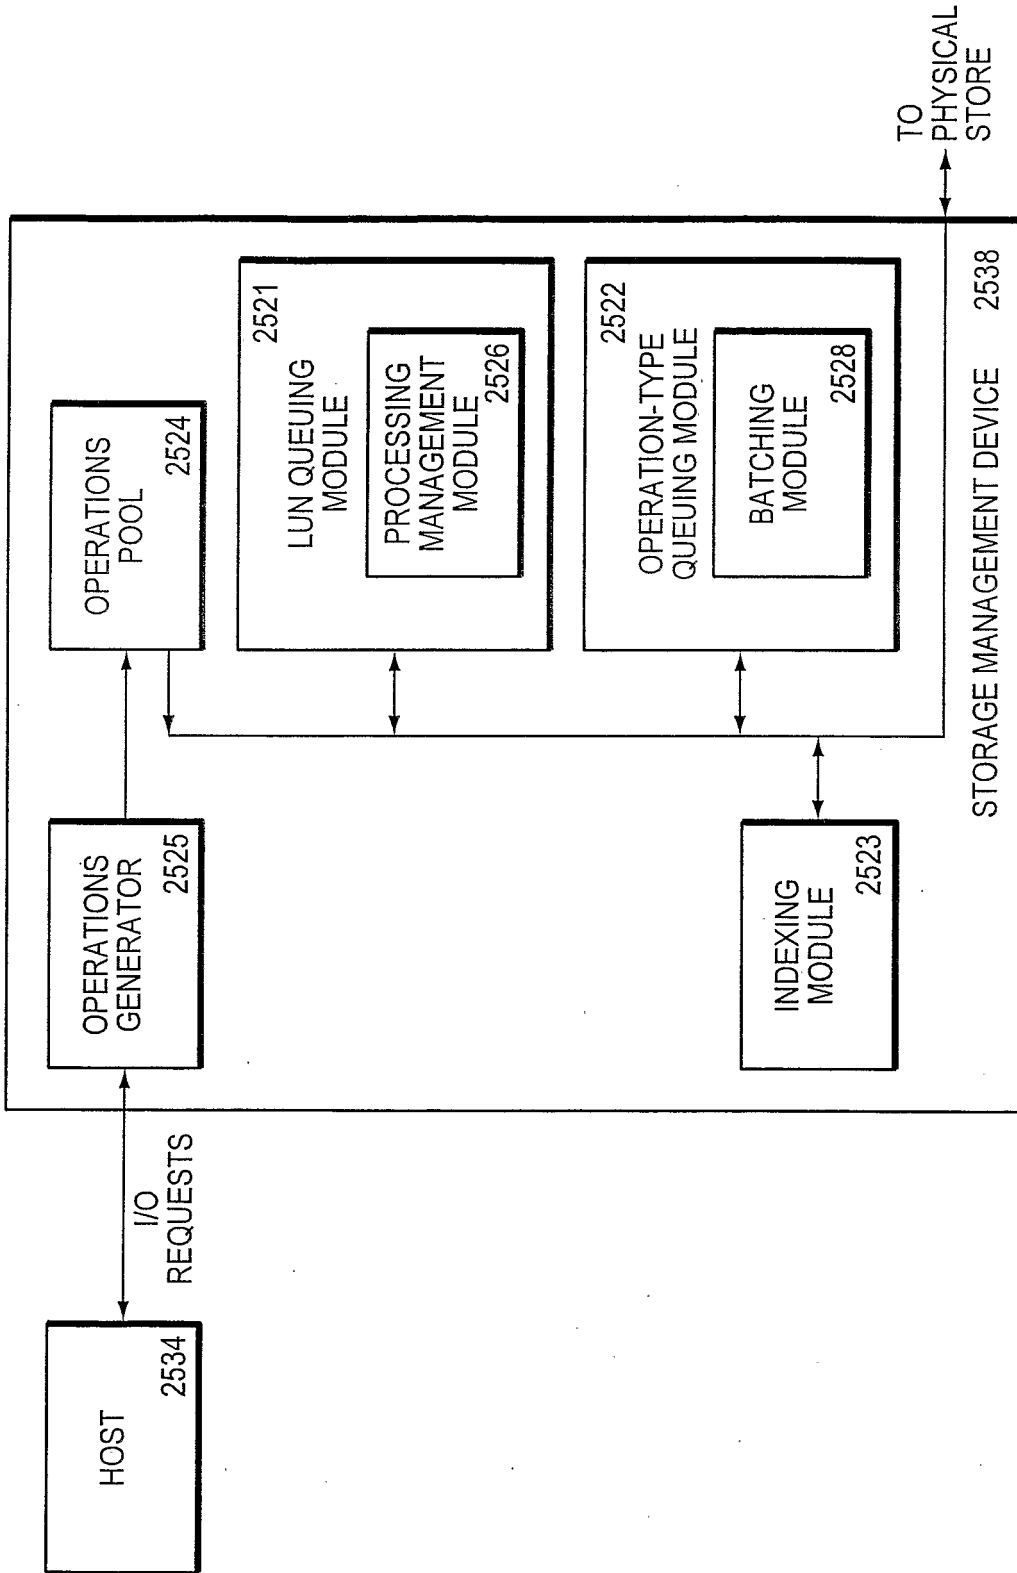 HOST
2534
I/O
REQUESTS
OPERATIONS
GENERATOR
2525
OPERATIONS
POOL
2524
LUN QUEUING
MODULE
2521
PROCESSING
MANAGEMENT
MODULE
2526
OPERATION-TYPE
QUEUING MODULE
2522
BATCHING
MODULE
2528
INDEXING
MODULE
2523
STORAGE MANAGEMENT DEVICE 2538
TO
PHYSICAL
STORE